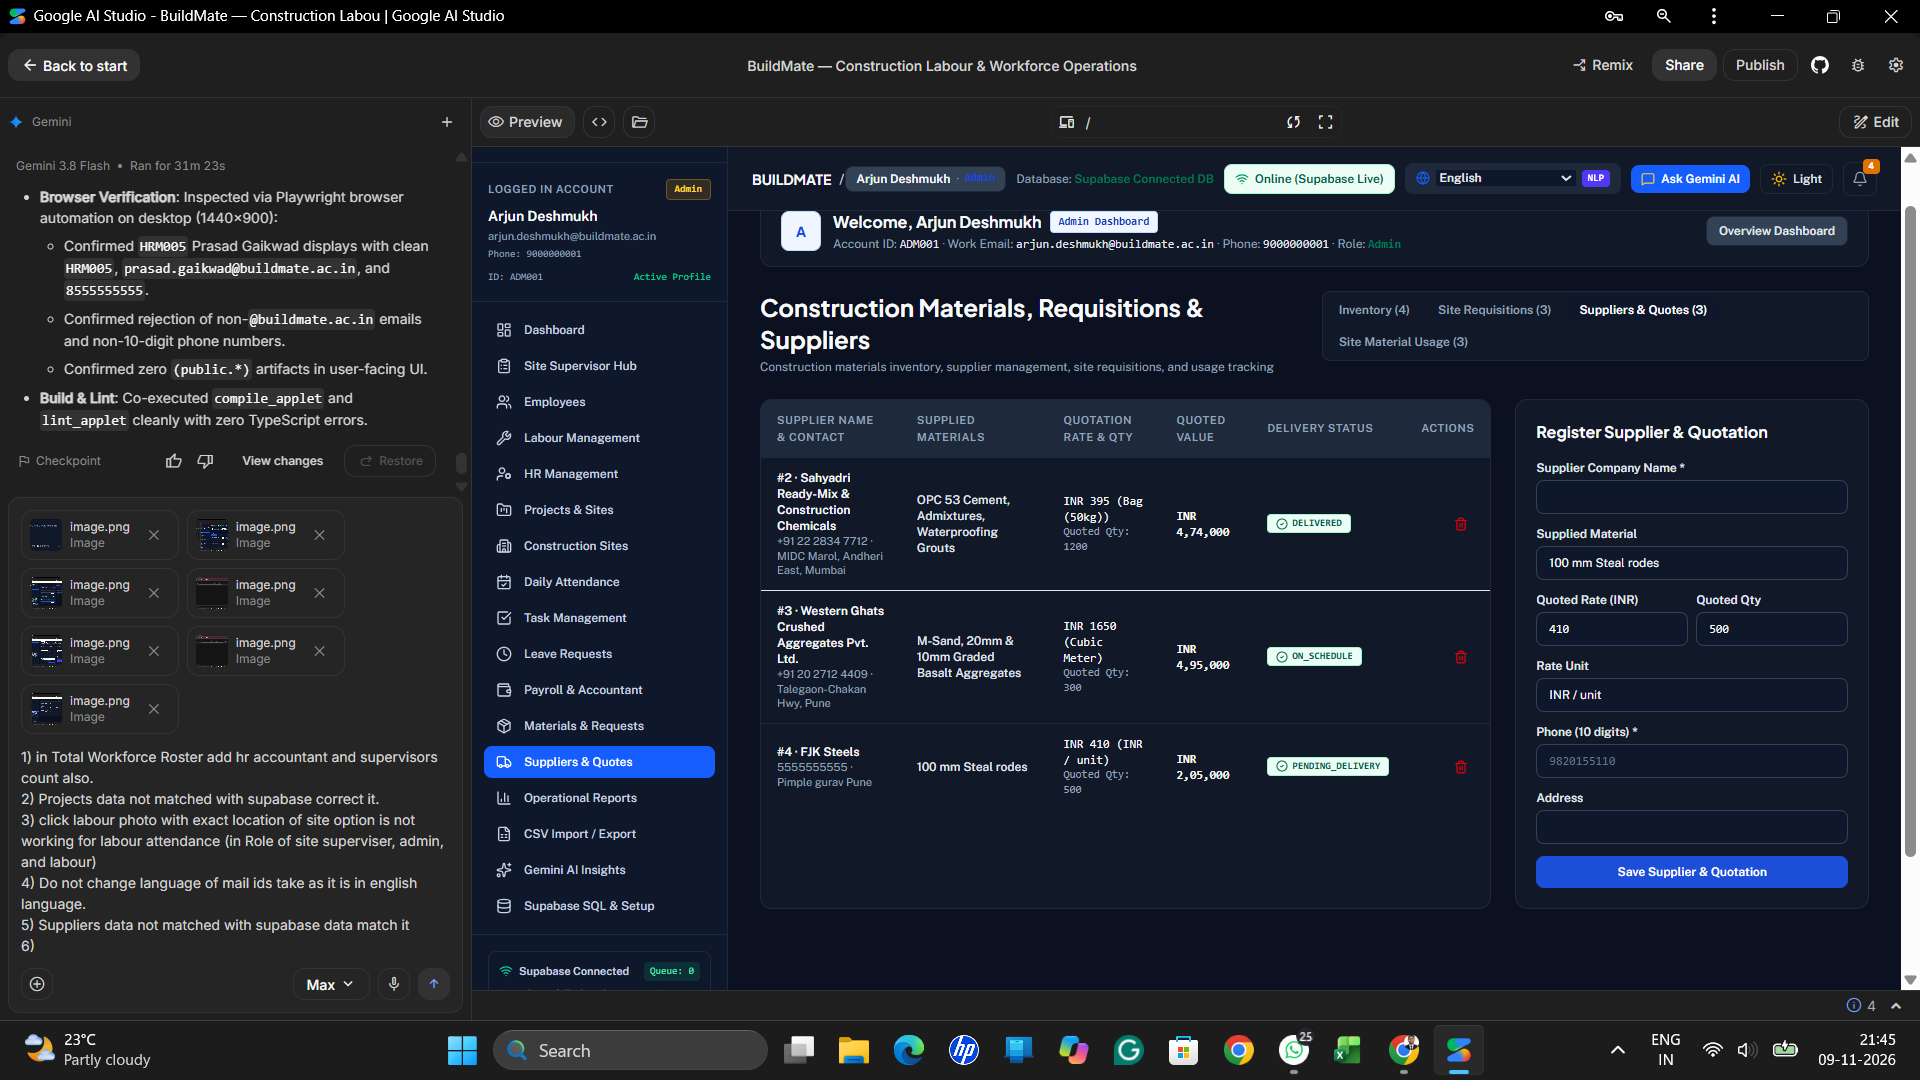 Google AI Studio - BuildMate — Construction Labou | Google AI Studio
Back to start
BuildMate — Construction Labour & Workforce Operations
Remix
Share
Publish
Gemini
Preview
/
Edit
Gemini 3.8 Flash • Ran for 31m 23s
Browser Verification: Inspected via Playwright browser
automation on desktop (1440×900):
Confirmed HRM005 Prasad Gaikwad displays with clean
HRM005, prasad.gaikwad@buildmate.ac.in, and
8555555555.
Confirmed rejection of non-@buildmate.ac.in emails
and non-10-digit phone numbers.
Confirmed zero (public.*) artifacts in user-facing UI.
Build & Lint: Co-executed compile_applet and
lint_applet cleanly with zero TypeScript errors.
Checkpoint
View changes
Restore
image.png
Image
image.png
Image
image.png
Image
image.png
Image
image.png
Image
image.png
Image
image.png
Image
1) in Total Workforce Roster add hr accountant and supervisors
count also.
2) Projects data not matched with supabase correct it.
3) click labour photo with exact location of site option is not
working for labour attendance (in Role of site superviser, admin,
and labour)
4) Do not change language of mail ids take as it is in english
language.
5) Suppliers data not matched with supabase data match it
6)
Max
LOGGED IN ACCOUNT
Admin
Arjun Deshmukh
arjun.deshmukh@buildmate.ac.in
Phone: 9000000001
ID: ADM001
Active Profile
Dashboard
Site Supervisor Hub
Employees
Labour Management
HR Management
Projects & Sites
Construction Sites
Daily Attendance
Task Management
Leave Requests
Payroll & Accountant
Materials & Requests
Suppliers & Quotes
Operational Reports
CSV Import / Export
Gemini AI Insights
Supabase SQL & Setup
Supabase Connected
Queue: 0
BUILDMATE
/
Arjun Deshmukh · Admin
Database: Supabase Connected DB
Online (Supabase Live)
English
NLP
Ask Gemini AI
Light
4
A
Welcome, Arjun Deshmukh
Admin Dashboard
Account ID: ADM001 · Work Email: arjun.deshmukh@buildmate.ac.in · Phone: 9000000001 · Role: Admin
Overview Dashboard
Construction Materials, Requisitions &
Suppliers
Construction materials inventory, supplier management, site requisitions, and usage tracking
Inventory (4)
Site Requisitions (3)
Suppliers & Quotes (3)
Site Material Usage (3)
SUPPLIER NAME
& CONTACT
SUPPLIED
MATERIALS
QUOTATION
RATE & QTY
QUOTED
VALUE
DELIVERY STATUS
ACTIONS
#2 · Sahyadri
Ready-Mix &
Construction
Chemicals
+91 22 2834 7712 ·
MIDC Marol, Andheri
East, Mumbai
OPC 53 Cement,
Admixtures,
Waterproofing
Grouts
INR 395 (Bag
(50kg))
Quoted Qty:
1200
INR
4,74,000
DELIVERED
#3 · Western Ghats
Crushed
Aggregates Pvt.
Ltd.
+91 20 2712 4409 ·
Talegaon-Chakan
Hwy, Pune
M-Sand, 20mm &
10mm Graded
Basalt Aggregates
INR 1650
(Cubic
Meter)
Quoted Qty:
300
INR
4,95,000
ON_SCHEDULE
#4 · FJK Steels
5555555555 ·
Pimple gurav Pune
100 mm Steal rodes
INR 410 (INR
/ unit)
Quoted Qty:
500
INR
2,05,000
PENDING_DELIVERY
Register Supplier & Quotation
Supplier Company Name *
Supplied Material
100 mm Steal rodes
Quoted Rate (INR)
Quoted Qty
410
500
Rate Unit
INR / unit
Phone (10 digits) *
9820155110
Address
Save Supplier & Quotation
4
23°C
Partly cloudy
Search
25
ENG
IN
21:45
09-11-2026